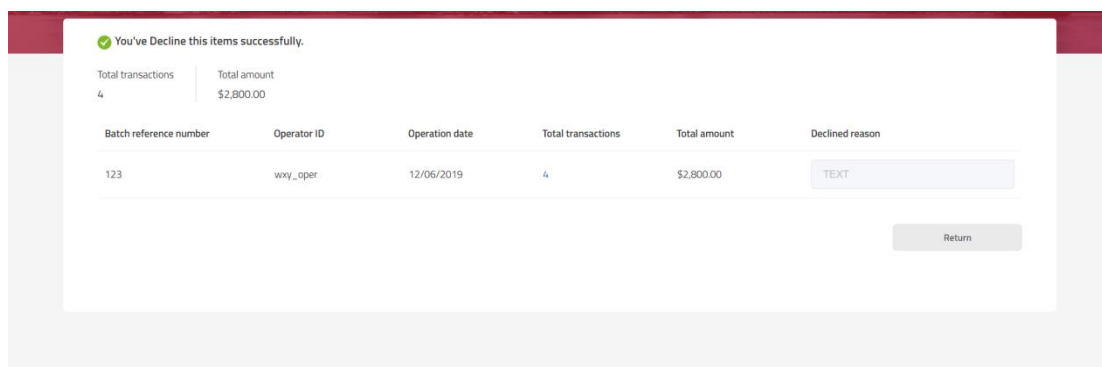 You've Decline this items successfully.
Total transactions Total amount
4 $2,800.00
Batch reference number Operator ID Operation date Total transactions Total amount Declined reason
123 wxy_oper 12/06/2019 4 $2,800.00 TEXT
Return